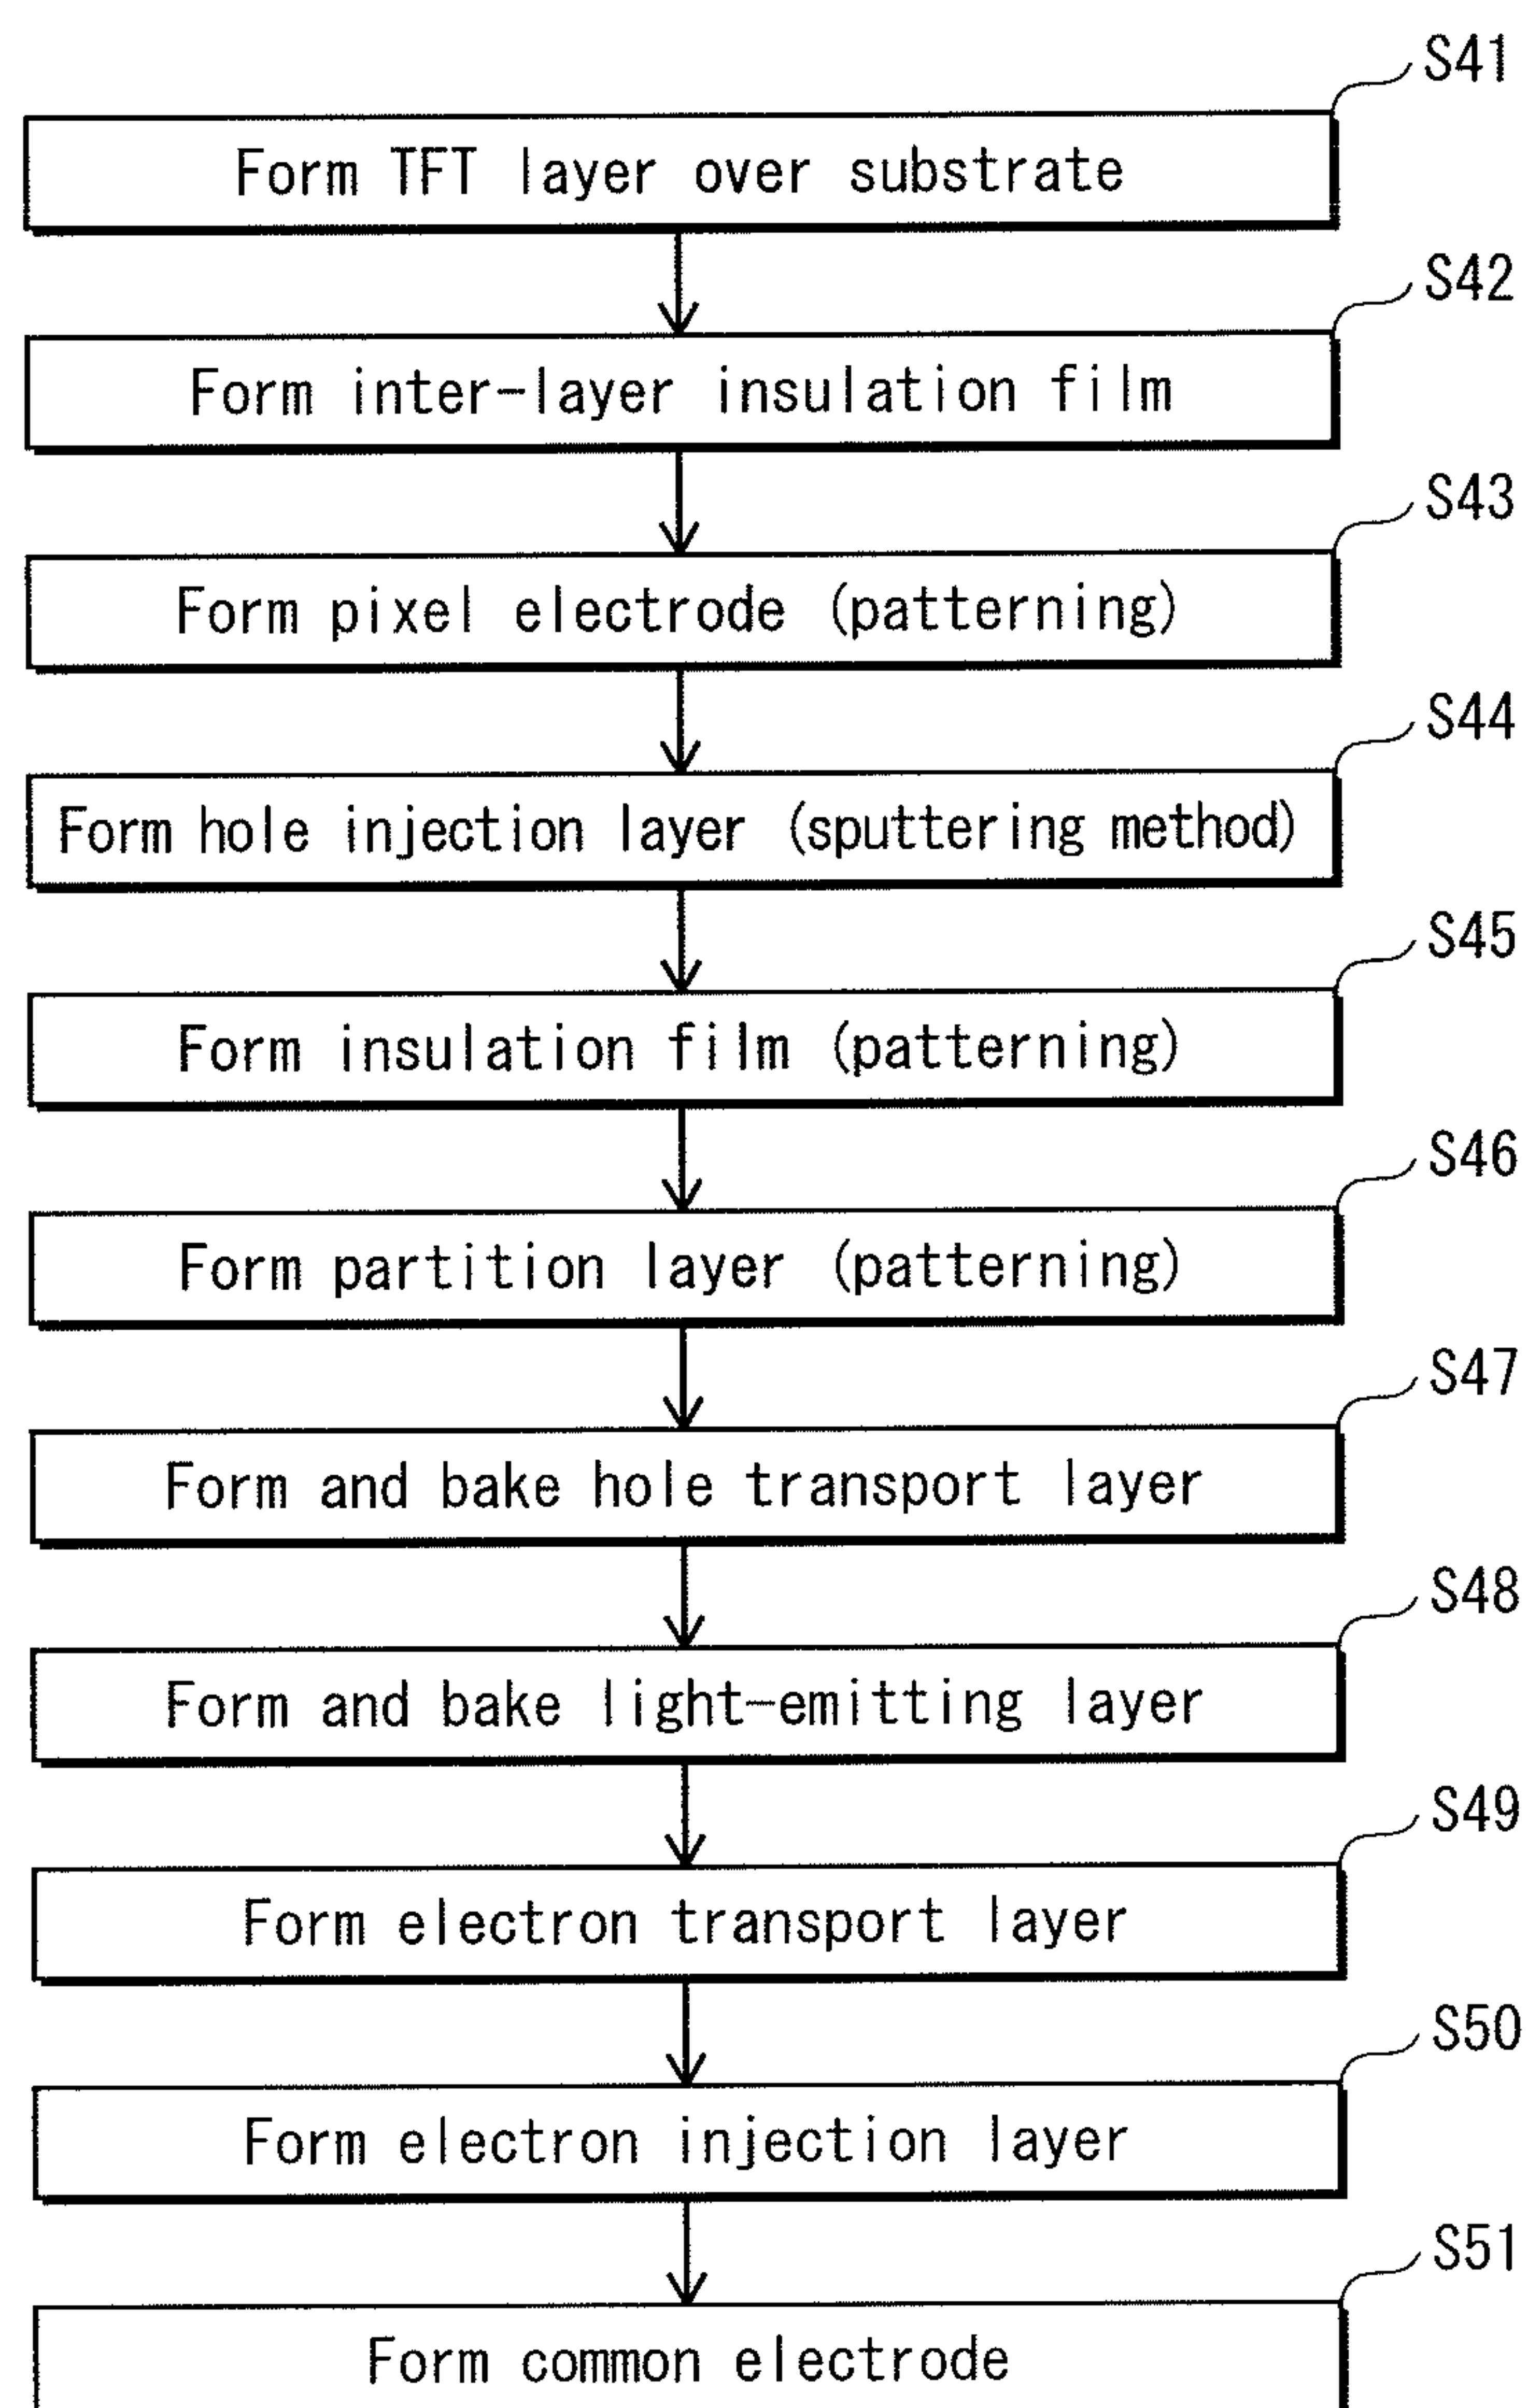 S41
Form TFT layer over substrate
S42
Form inter-layer insulation film
S43
Form pixel electrode (patterning)
S44
Form hole injection layer (sputtering method)
S45
Form insulation film (patterning)
S46
Form partition layer (patterning)
S47
Form and bake hole transport layer
S48
Form and bake light-emitting layer
S49
Form electron transport layer
S50
Form electron injection layer
S51
Form common electrode